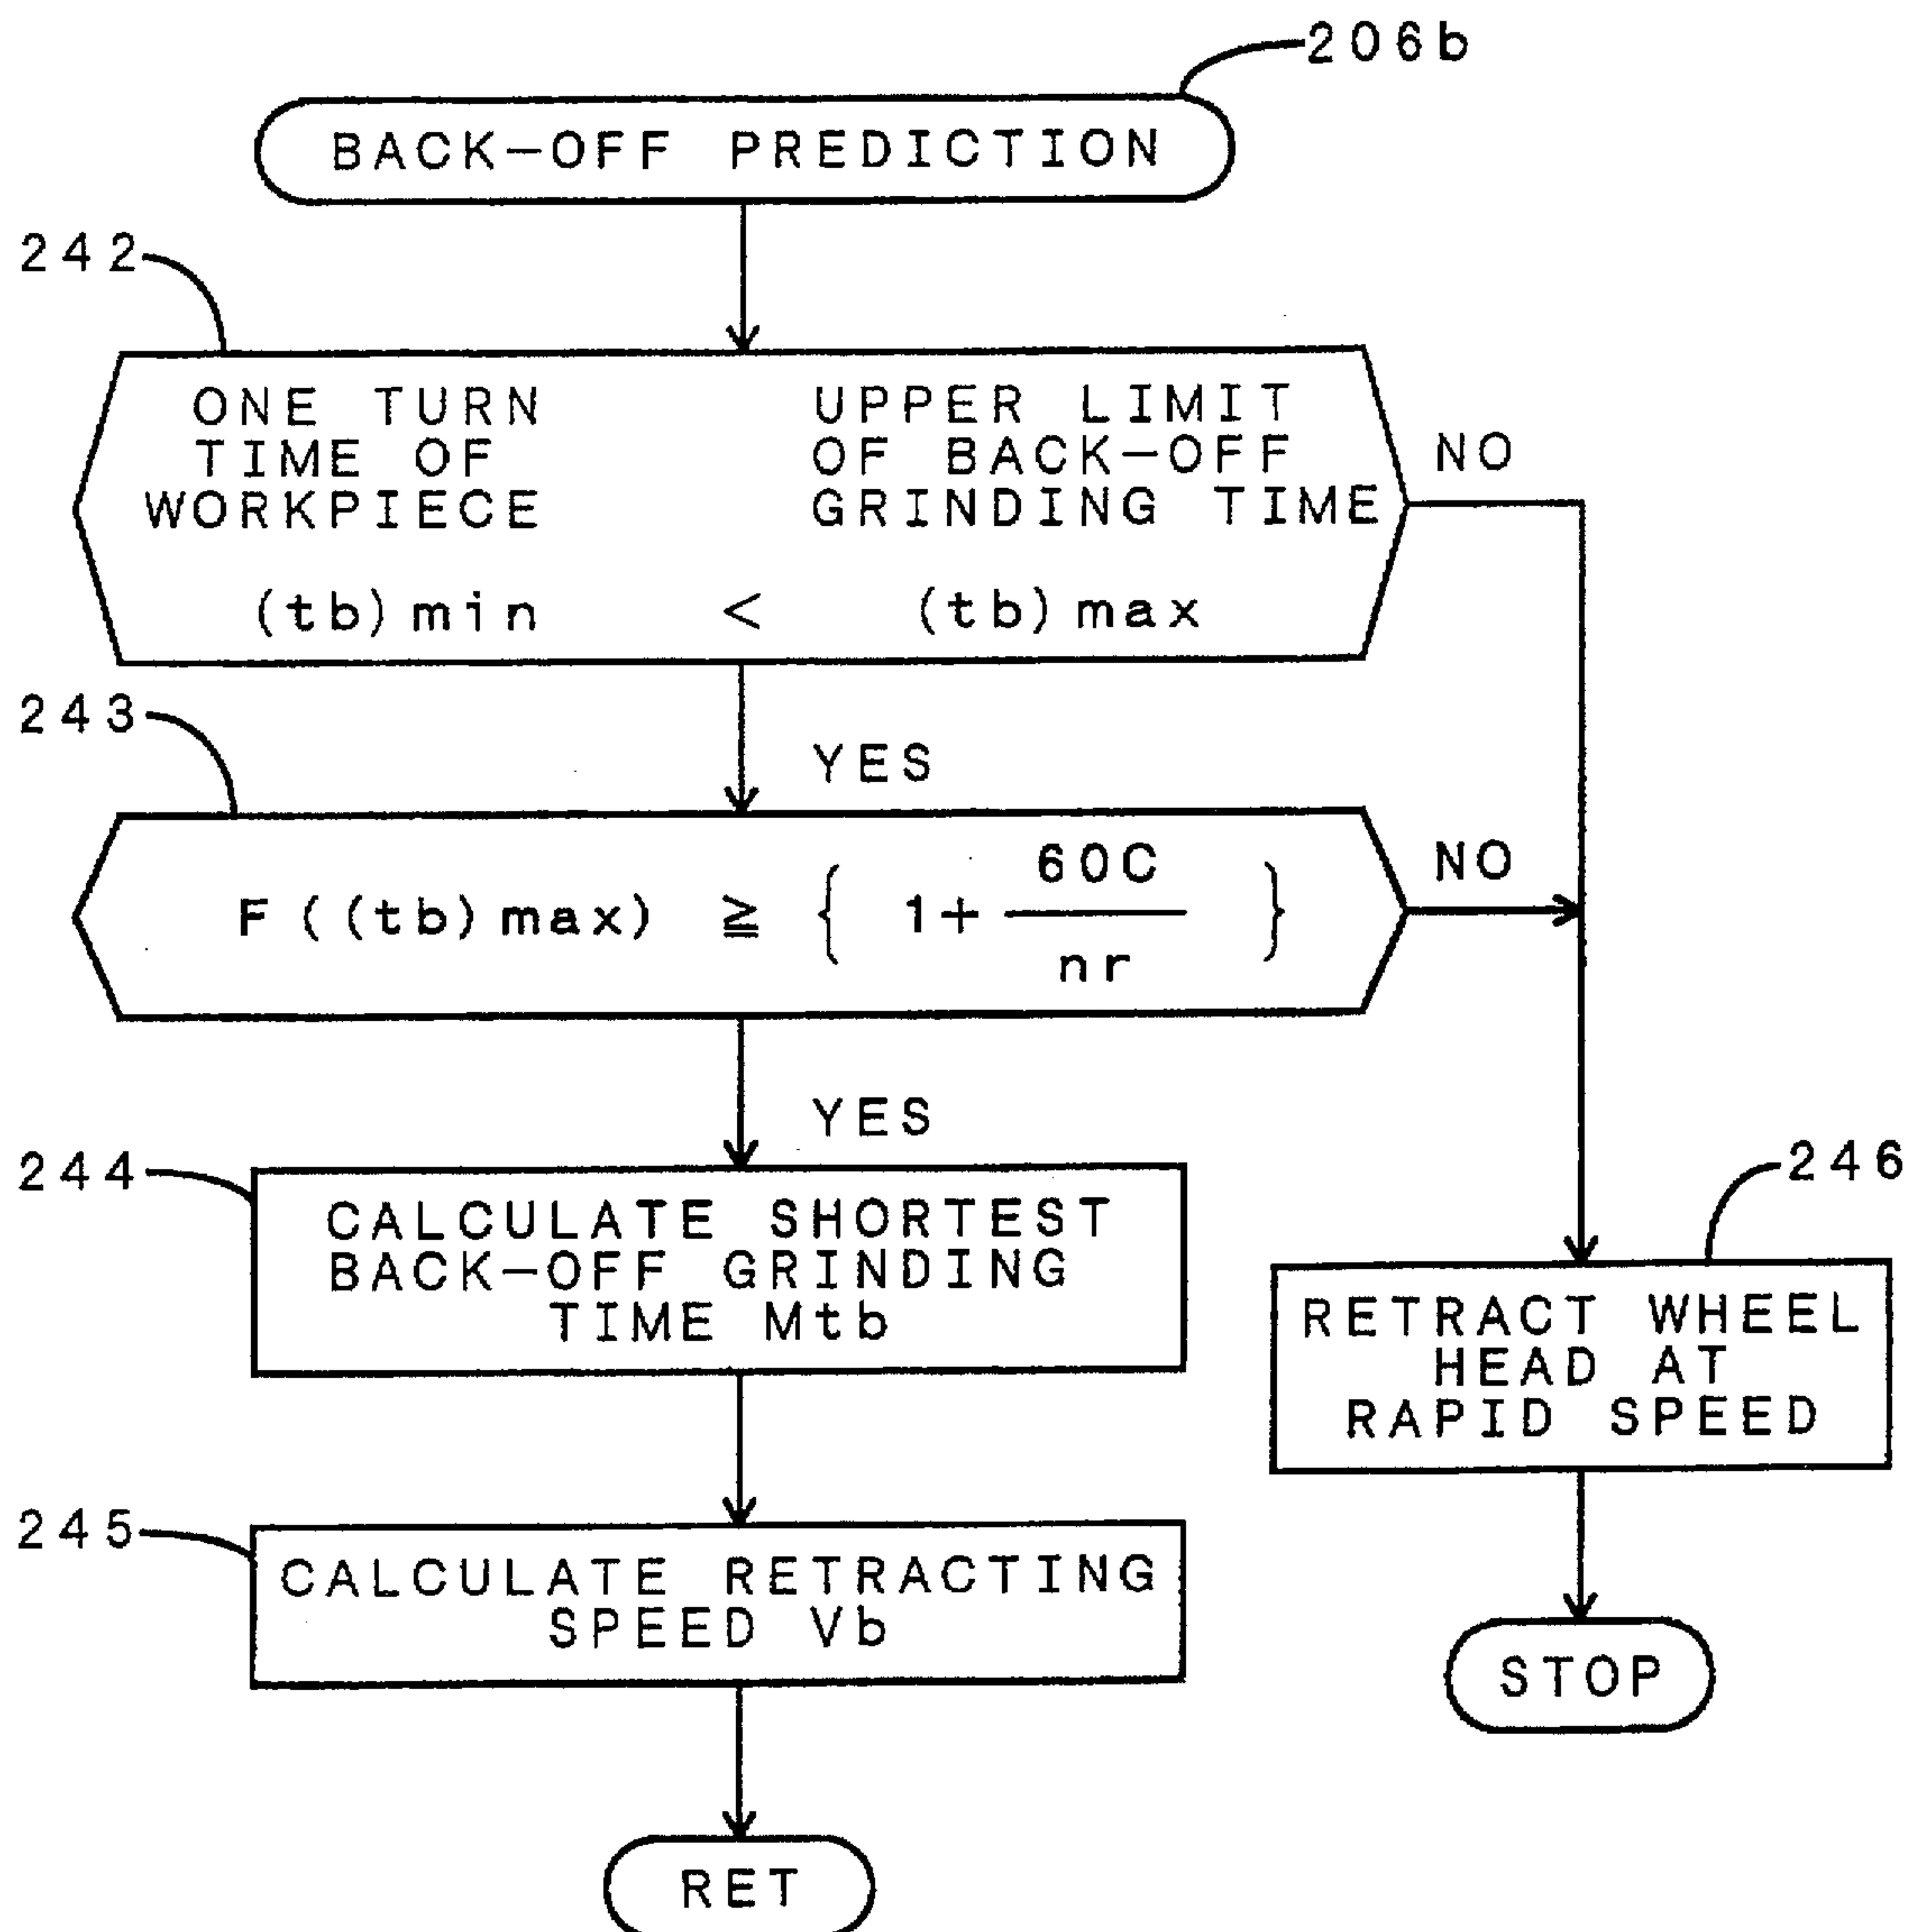 206b
BACK-OFF PREDICTION
242
ONE TURN
TIME OF
WORKPIECE
UPPER LIMIT
OF BACK-OFF
GRINDING TIME
NO
(tb)min < (tb)max
243
YES
F((tb)max) ≧ { 1+ 60C / nr }
NO
YES
244
CALCULATE SHORTEST
BACK-OFF GRINDING
TIME Mtb
246
RETRACT WHEEL
HEAD AT
RAPID SPEED
245
CALCULATE RETRACTING
SPEED Vb
STOP
RET